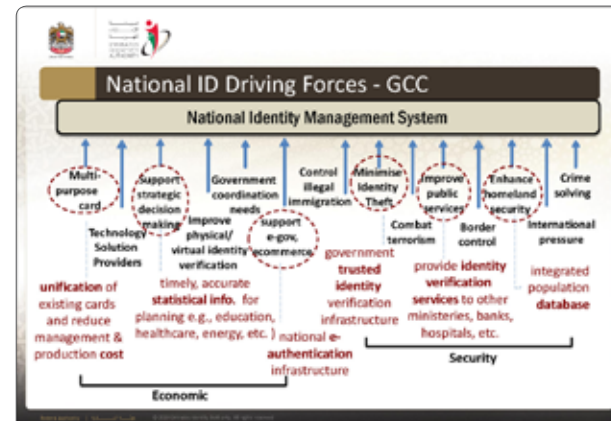 National ID Driving Forces - GCC
National Identity Management System
Multi-
purpose
card
Technology
Solution
Providers
Support
strategic
decision
making
Improve
physical/
virtual identity
verification
Government
coordination
needs
support
e-gov,
ecommerce
Control
illegal
immigration
Minimise
Identity
Theft
Combat
terrorism
Improve
public
services
Border
control
Enhance
homeland
security
International
pressure
Crime
solving
unification of
existing cards
and reduce
management &
production cost
timely, accurate
statistical info. for
planning e.g., education,
healthcare, energy, etc. )
national e-
authentication
infrastructure
government
trusted
identity
verification
infrastructure
provide identity
verification
services to other
ministeries, banks,
hospitals, etc.
integrated
population
database
Economic
Security